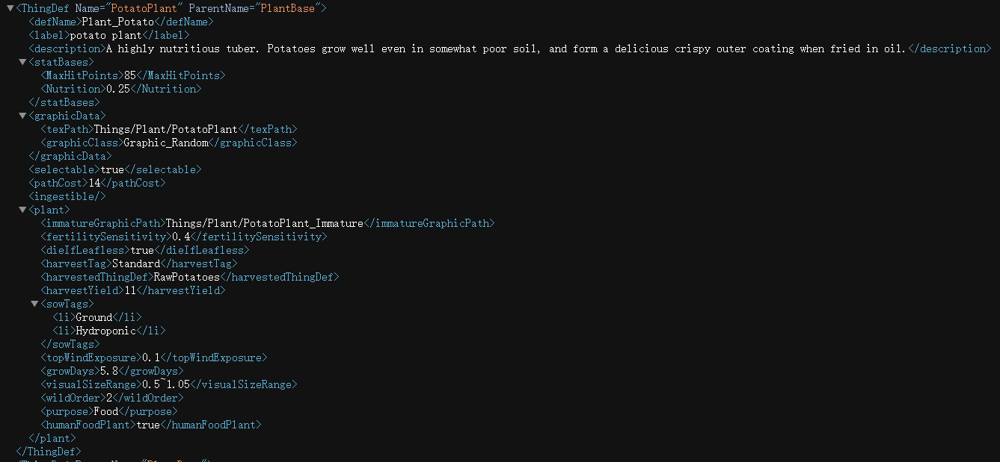 ▼<ThingDef Name="PotatoPlant" ParentName="PlantBase">
<defName>Plant_Potato</defName>
<label>potato plant</label>
<description>A highly nutritious tuber. Potatoes grow well even in somewhat poor soil, and form a delicious crispy outer coating when fried in oil.</description>
▼<statBases>
<MaxHitPoints>85</MaxHitPoints>
<Nutrition>0.25</Nutrition>
</statBases>
▼<graphicData>
<texPath>Things/Plant/PotatoPlant</texPath>
<graphicClass>Graphic_Random</graphicClass>
</graphicData>
<selectable>true</selectable>
<pathCost>14</pathCost>
<ingestible/>
▼<plant>
<immatureGraphicPath>Things/Plant/PotatoPlant_Immature</immatureGraphicPath>
<fertilitySensitivity>0.4</fertilitySensitivity>
<dieIfLeafless>true</dieIfLeafless>
<harvestTag>Standard</harvestTag>
<harvestedThingDef>RawPotatoes</harvestedThingDef>
<harvestYield>11</harvestYield>
▼<sowTags>
<li>Ground</li>
<li>Hydroponic</li>
</sowTags>
<topWindExposure>0.1</topWindExposure>
<growDays>5.8</growDays>
<visualSizeRange>0.5~1.05</visualSizeRange>
<wildOrder>2</wildOrder>
<purpose>Food</purpose>
<humanFoodPlant>true</humanFoodPlant>
</plant>
</ThingDef>